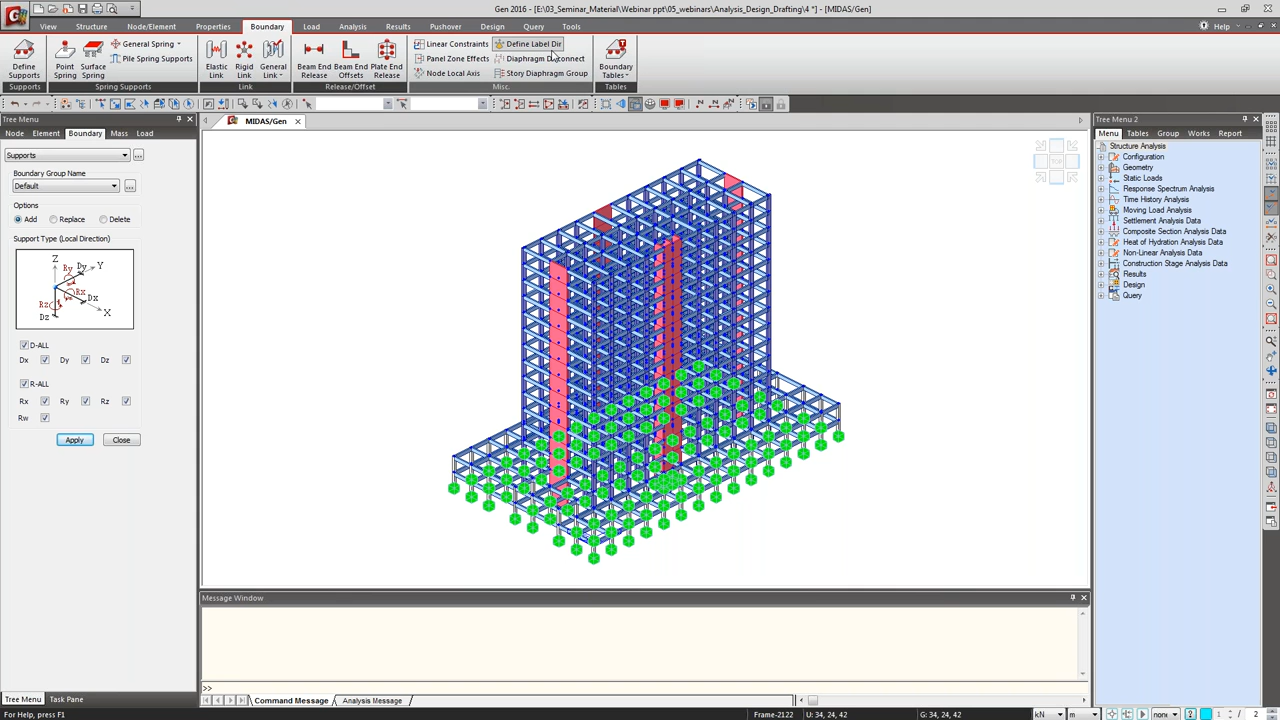 Gen 2016 - [E:\03_Seminar_Material\Webinar ppt\05_webinars\Analysis_Design_Drafting\4 *] - [MIDAS/Gen]
View Structure Node/Element Properties Boundary Load Analysis Results Pushover Design Query Tools Help
Define Supports
Point Spring
Surface Spring
General Spring
Pile Spring Supports
Elastic Link
Rigid Link
General Link
Beam End Release
Beam End Offsets
Plate End Release
Linear Constraints
Panel Zone Effects
Node Local Axis
Define Label Dir
Diaphragm Disconnect
Story Diaphragm Group
Boundary Tables
Supports Spring Supports Link Release/Offset Misc. Tables
Tree Menu
Node Element Boundary Mass Load
Supports
Boundary Group Name
Default
Options
Add Replace Delete
Support Type (Local Direction)
Z
Rz
Dz
Ry
Dy
Y
Rx
Dx
X
D-ALL
Dx Dy Dz
R-ALL
Rx Ry Rz
Rw
Apply Close
MIDAS/Gen
TOP
Tree Menu 2
Menu Tables Group Works Report
Structure Analysis
Configuration
Geometry
Static Loads
Response Spectrum Analysis
Time History Analysis
Moving Load Analysis
Settlement Analysis Data
Composite Section Analysis Data
Heat of Hydration Analysis Data
Non-Linear Analysis Data
Construction Stage Analysis Data
Results
Design
Query
Message Window
>>
Command Message Analysis Message
Tree Menu Task Pane
For Help, press F1 Frame-2122 U: 34, 24, 42 G: 34, 24, 42 kN m none 1 / 2